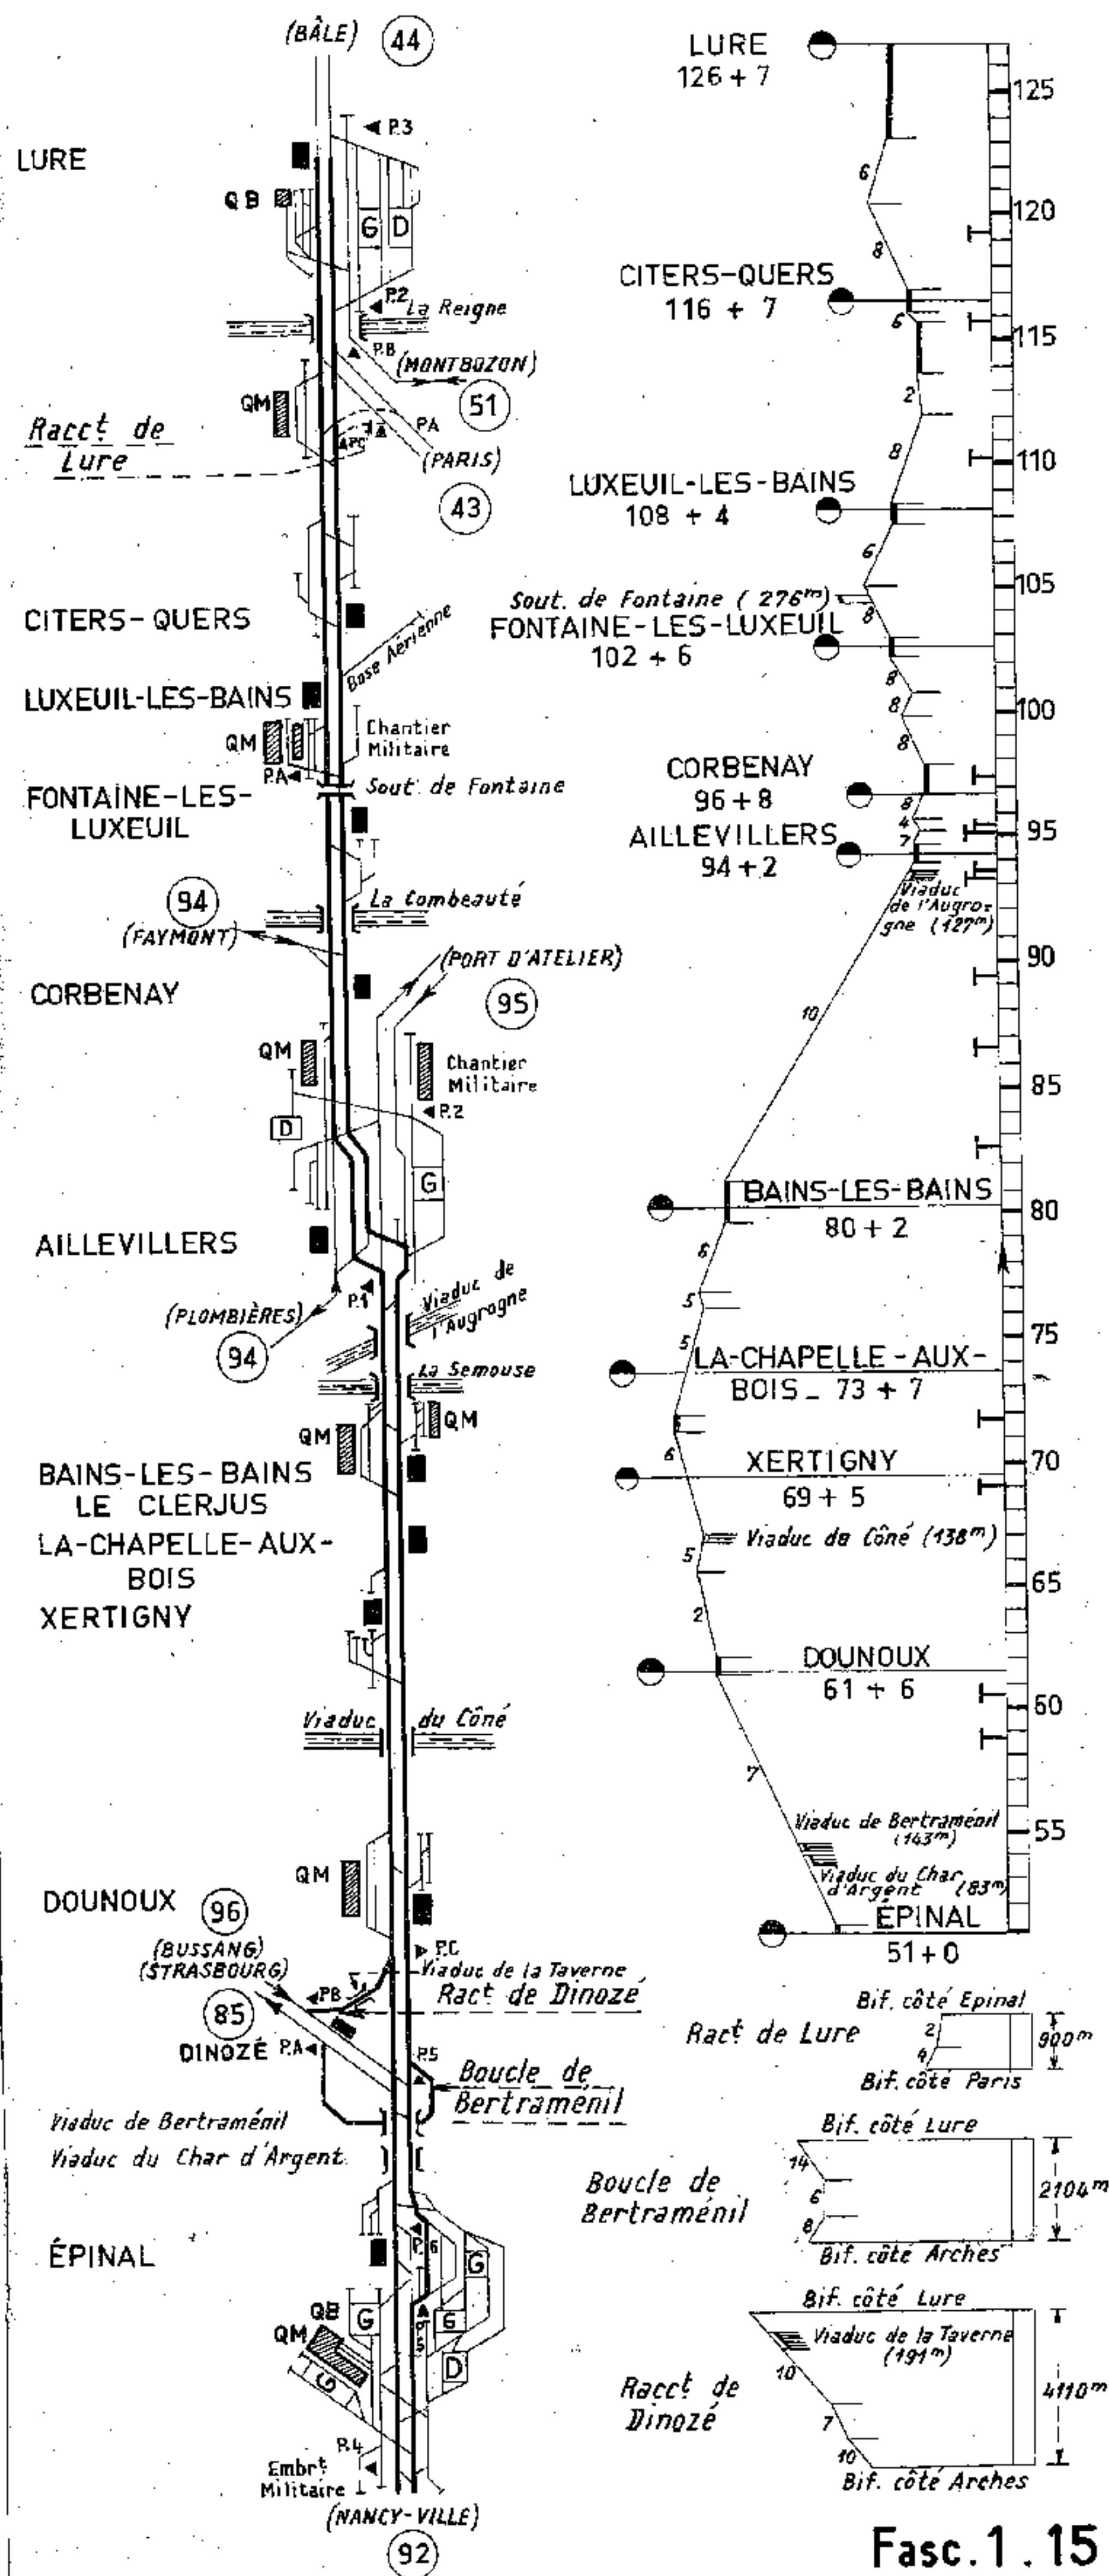 (BÂLE)
44
P.3
LURE
QB
G
D
P.2
La Reigne
P.B
(MONTBOZON)
51
QM
P.A
Racct de
Lure
PC
(PARIS)
43
CITERS-QUERS
Base Aérienne
LUXEUIL-LES-BAINS
QM
Chantier
Militaire
P.A
Sout. de Fontaine
FONTAINE-LES-
LUXEUIL
94
(FAYMONT)
La Combeauté
(PORT D'ATELIER)
95
CORBENAY
QM
Chantier
Militaire
P.2
D
G
AILLEVILLERS
P.1
(PLOMBIÈRES)
94
Viaduc de
l'Augrogne
La Semouse
QM
QM
BAINS-LES-BAINS
LE CLERJUS
LA-CHAPELLE-AUX-
BOIS
XERTIGNY
Viaduc du Côné
QM
DOUNOUX
96
(BUSSANG)
(STRASBOURG)
85
P.C
Viaduc de la Taverne
P.B
Ract de Dinozé
DINOZÉ
P.A
P.5
Boucle de
Bertraménil
Viaduc de Bertraménil
Viaduc du Char d'Argent
ÉPINAL
P.6
G
QB
G
G
QM
D
G
P.4
Embrt
Militaire
(NANCY-VILLE)
92
LURE
126 + 7
125
6
120
8
CITERS-QUERS
116 + 7
6
115
2
110
8
LUXEUIL-LES-BAINS
108 + 4
6
105
Sout. de Fontaine (276m)
8
FONTAINE-LES-LUXEUIL
102 + 6
8
100
8
8
CORBENAY
96 + 8
8
4
95
7
AILLEVILLERS
94 + 2
Viaduc
de l'Augro-
gne (127m)
90
10
85
BAINS-LES-BAINS
80 + 2
80
6
5
75
5
LA-CHAPELLE-AUX-
BOIS_ 73 + 7
6
70
XERTIGNY
69 + 5
Viaduc de Côné (138m)
5
65
2
DOUNOUX
61 + 6
60
7
Viaduc de Bertraménil
(143m)
55
Viaduc du Char
d'Argent (83m)
ÉPINAL
51 + 0
Bif. côté Epinal
Ract de Lure
2
4
900m
Bif. côté Paris
Bif. côté Lure
14
Boucle de
Bertraménil
6
2104m
8
Bif. côté Arches
Bif. côté Lure
Viaduc de la Taverne
(191m)
10
Racct de
Dinozé
4110m
7
10
Bif. côté Arches
Fasc. 1 . 15